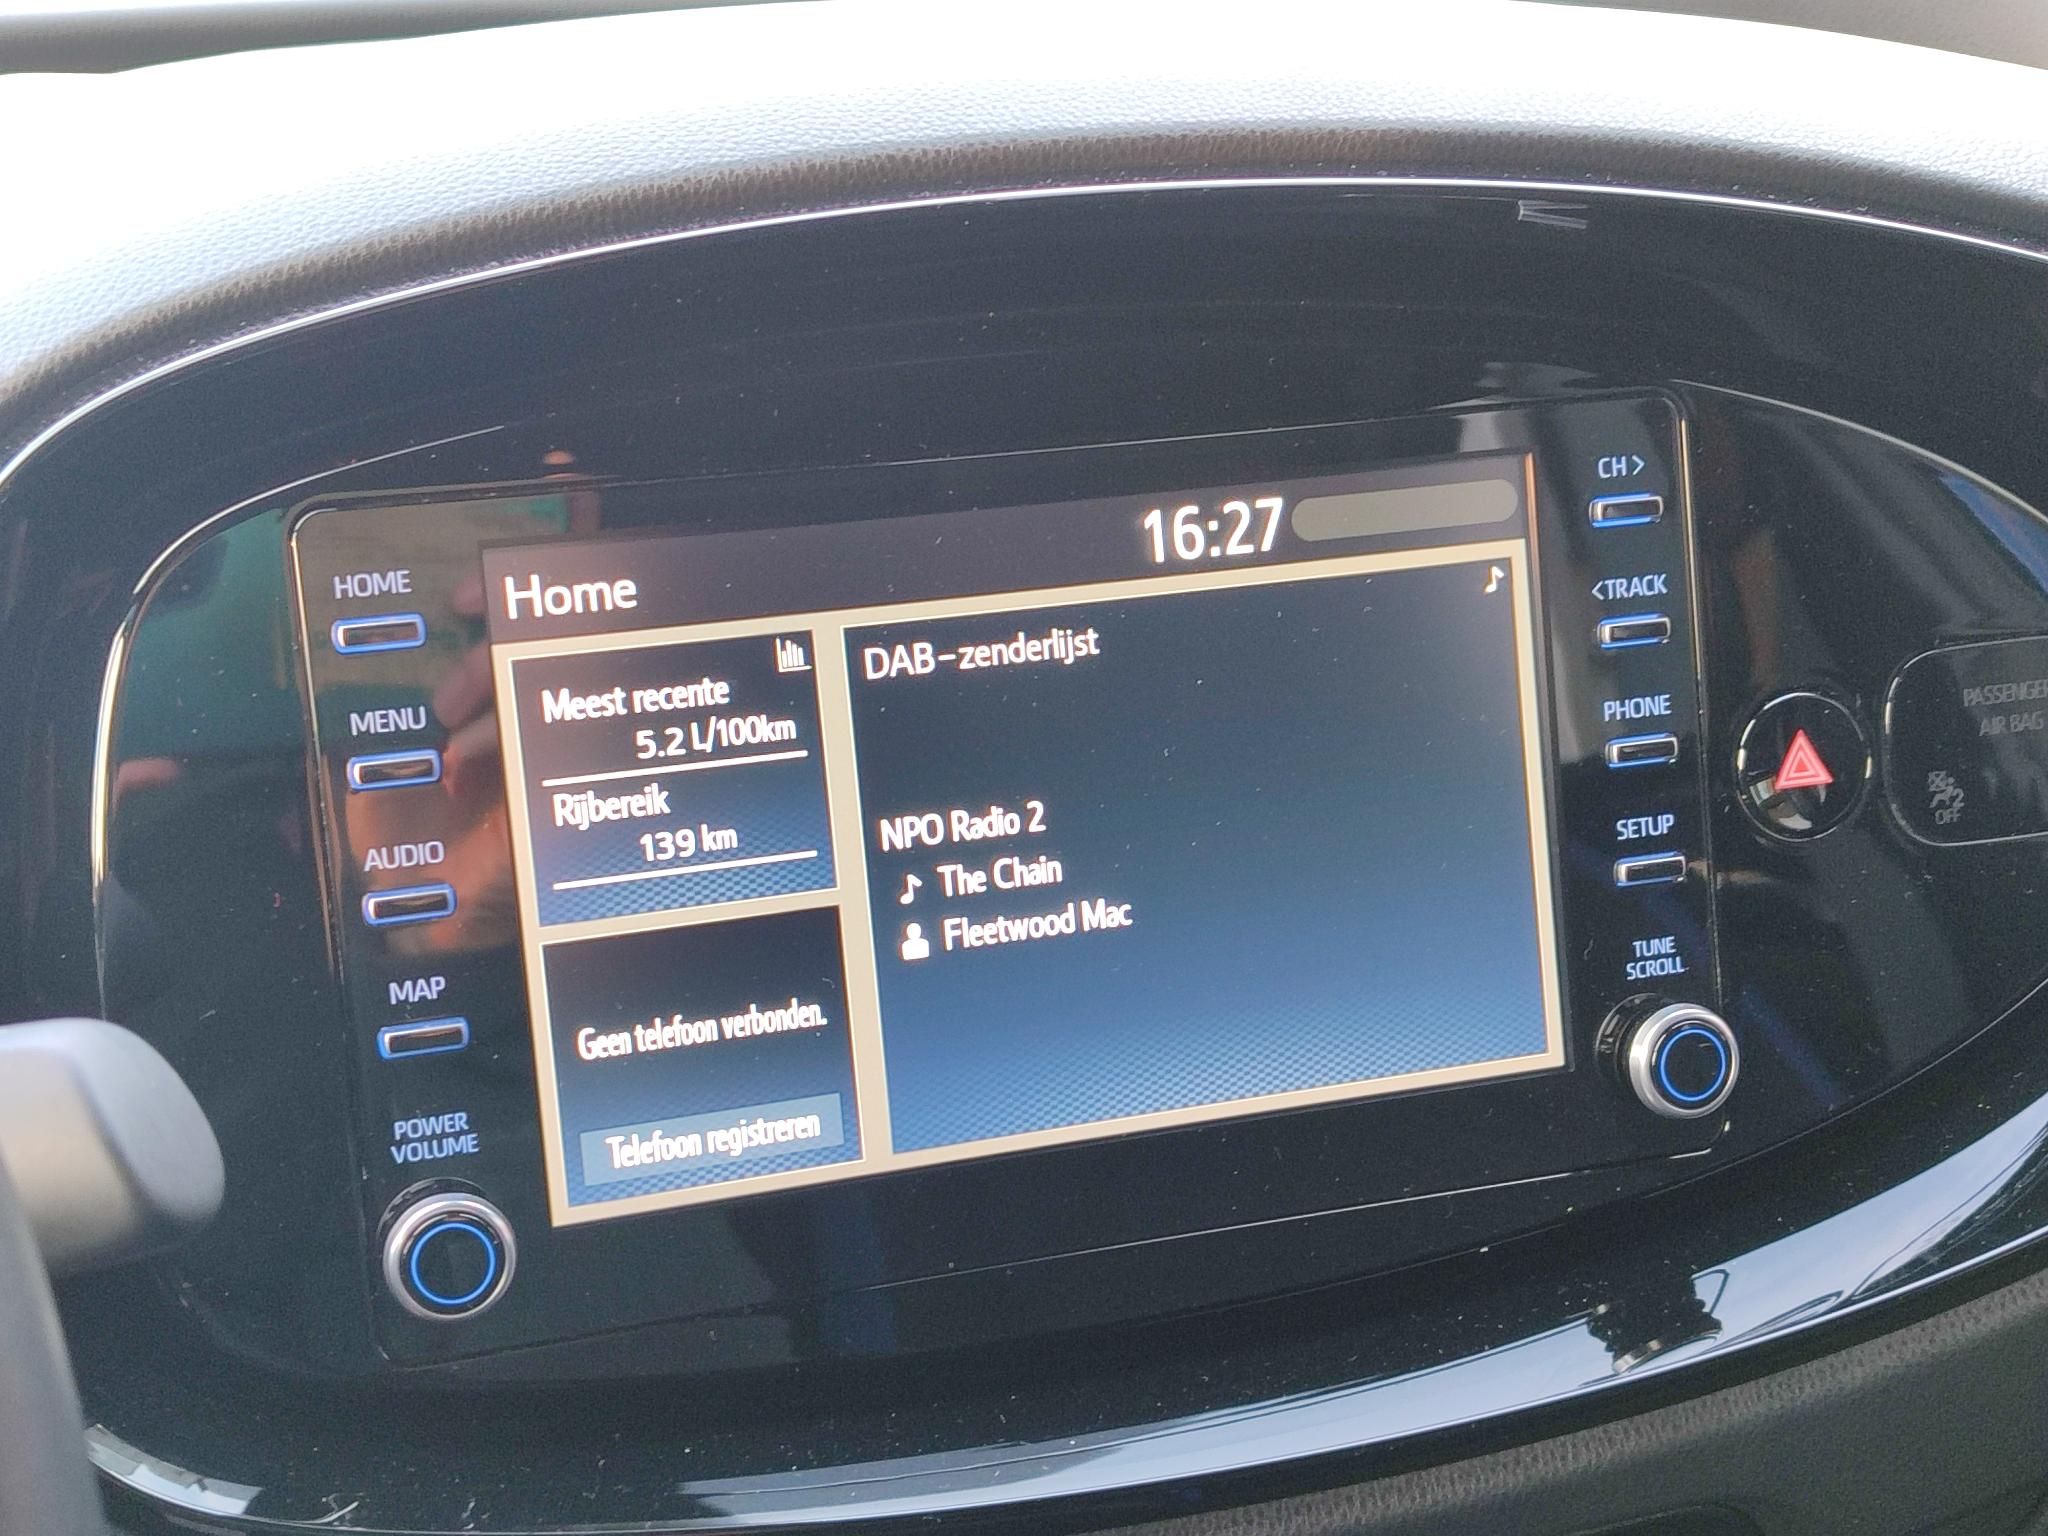 HOME
MENU
AUDIO
MAP
POWER
VOLUME
Home
16:27
Meest recente
5.2 L/100km
Rijbereik
139 km
Geen telefoon verbonden.
Telefoon registreren
DAB-zenderlijst
NPO Radio 2
The Chain
Fleetwood Mac
CH >
< TRACK
PHONE
SETUP
TUNE
SCROLL
PASSENGER
AIR BAG
2
OFF